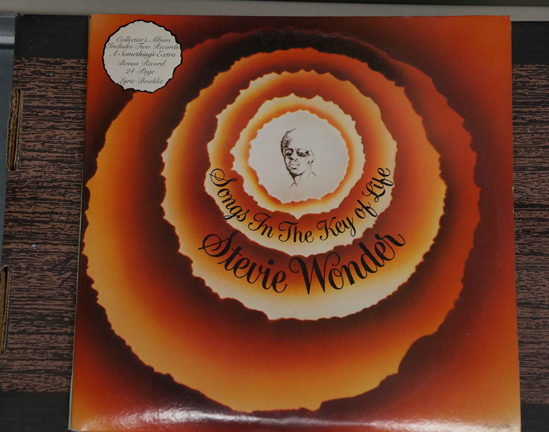 Collector's Album
Includes Two Records
A Something's Extra
Bonus Record
24-Page
Lyric Booklet
Songs In The Key of Life
Stevie Wonder